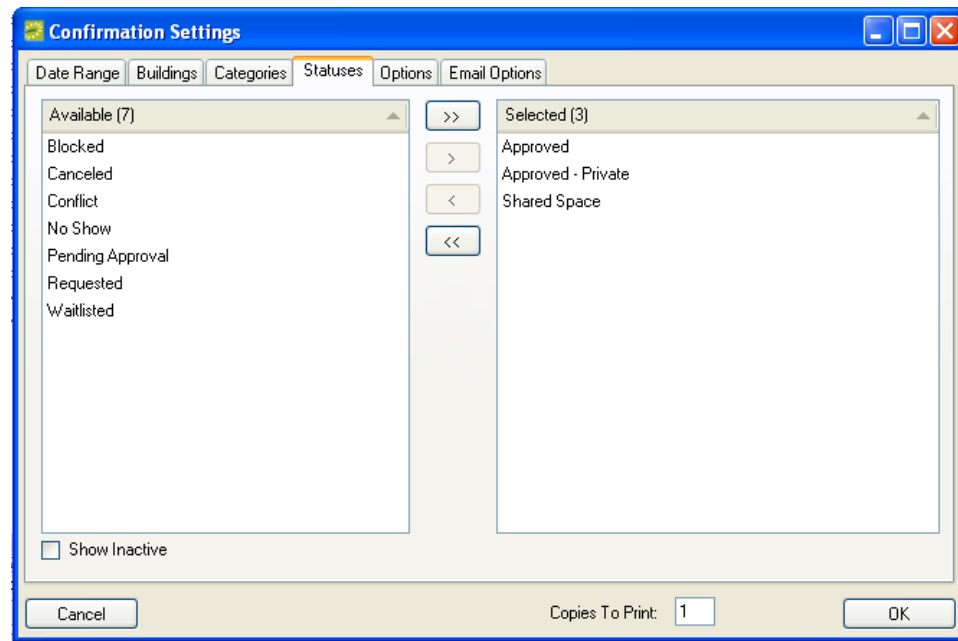 Confirmation Settings
Date Range Buildings Categories Statuses Options Email Options
Available (7) >> Selected (3)
Blocked Approved
Canceled > Approved - Private
Conflict < Shared Space
No Show <<
Pending Approval
Requested
Waitlisted
Show Inactive
Cancel Copies To Print: 1 OK